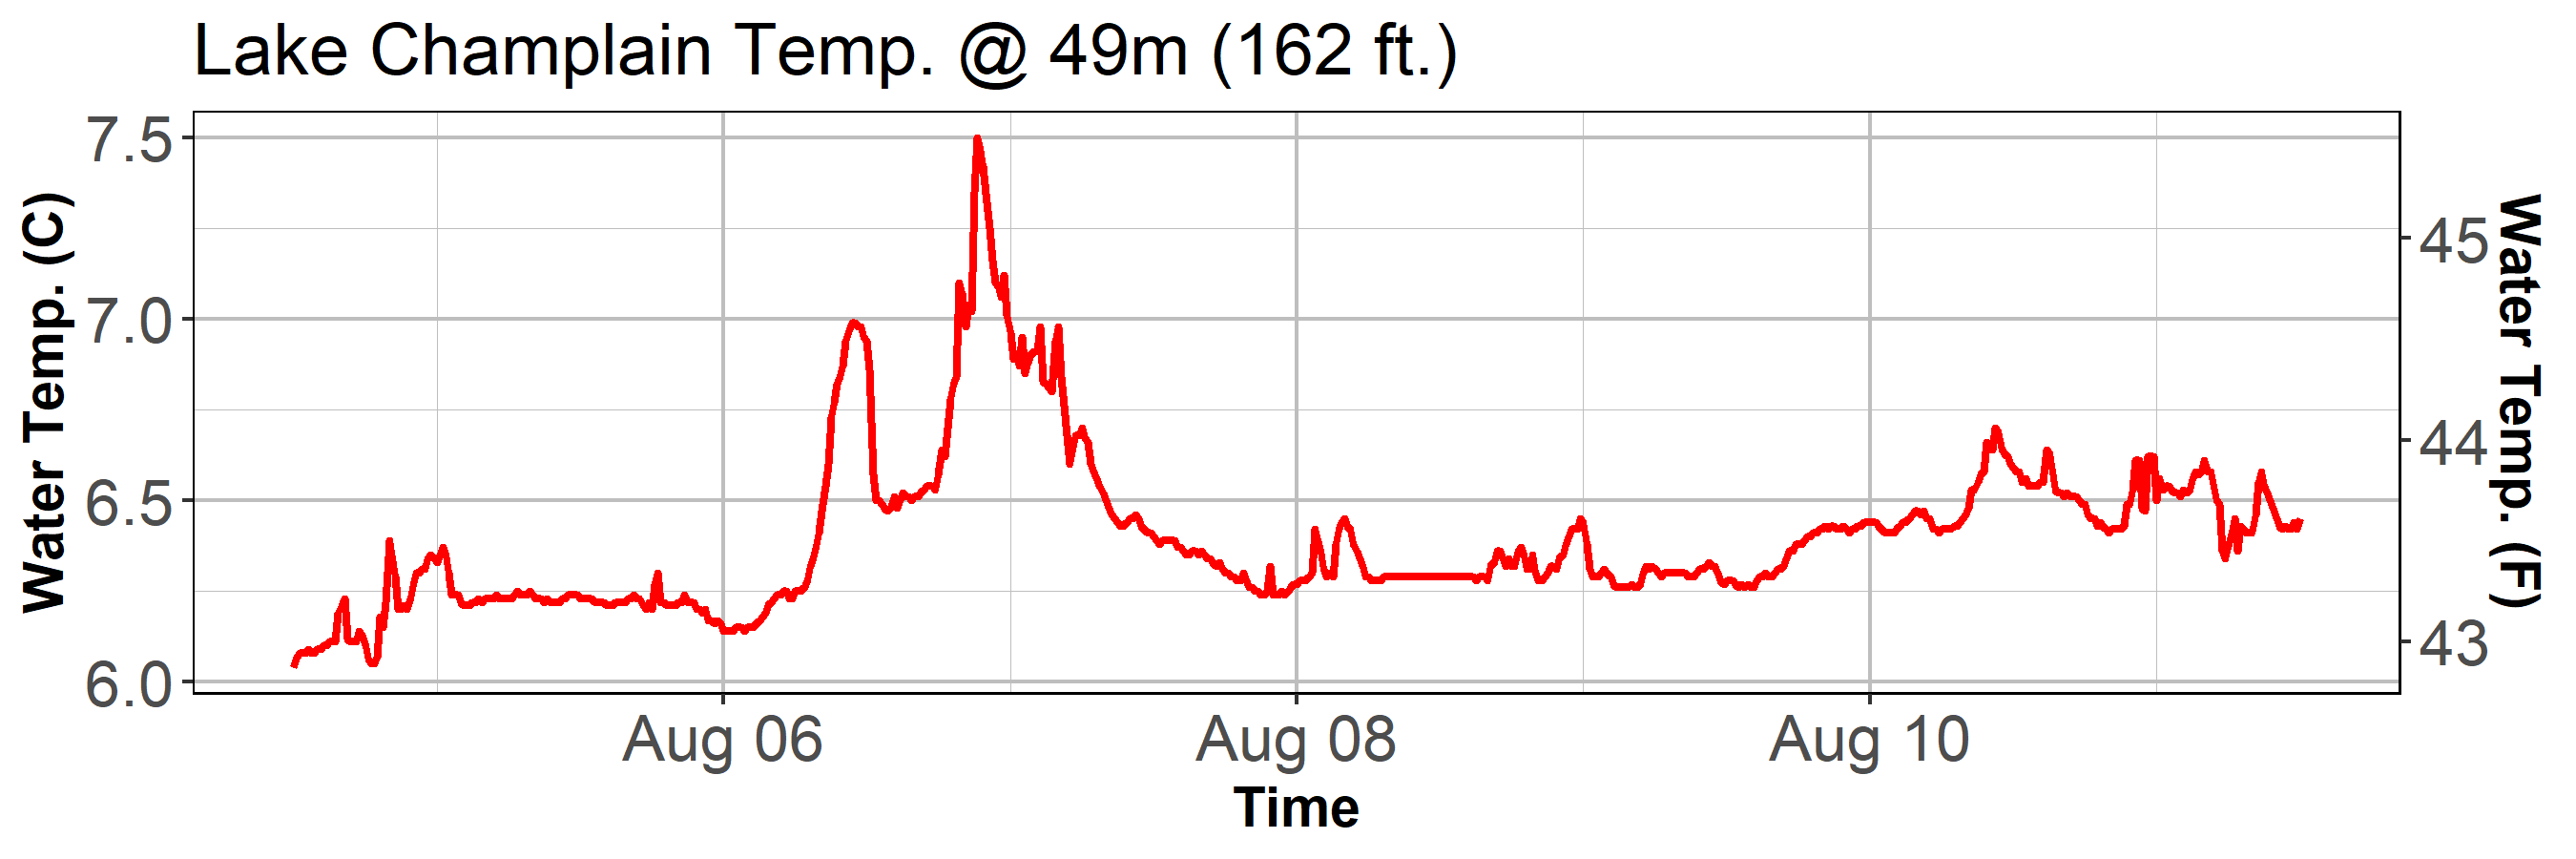 Lake Champlain Temp. @ 49m (162 ft.)
Water Temp. (C)
7.5
7.0
6.5
6.0
45
44
43
Water Temp. (F)
Aug 06 Aug 08 Aug 10
Time